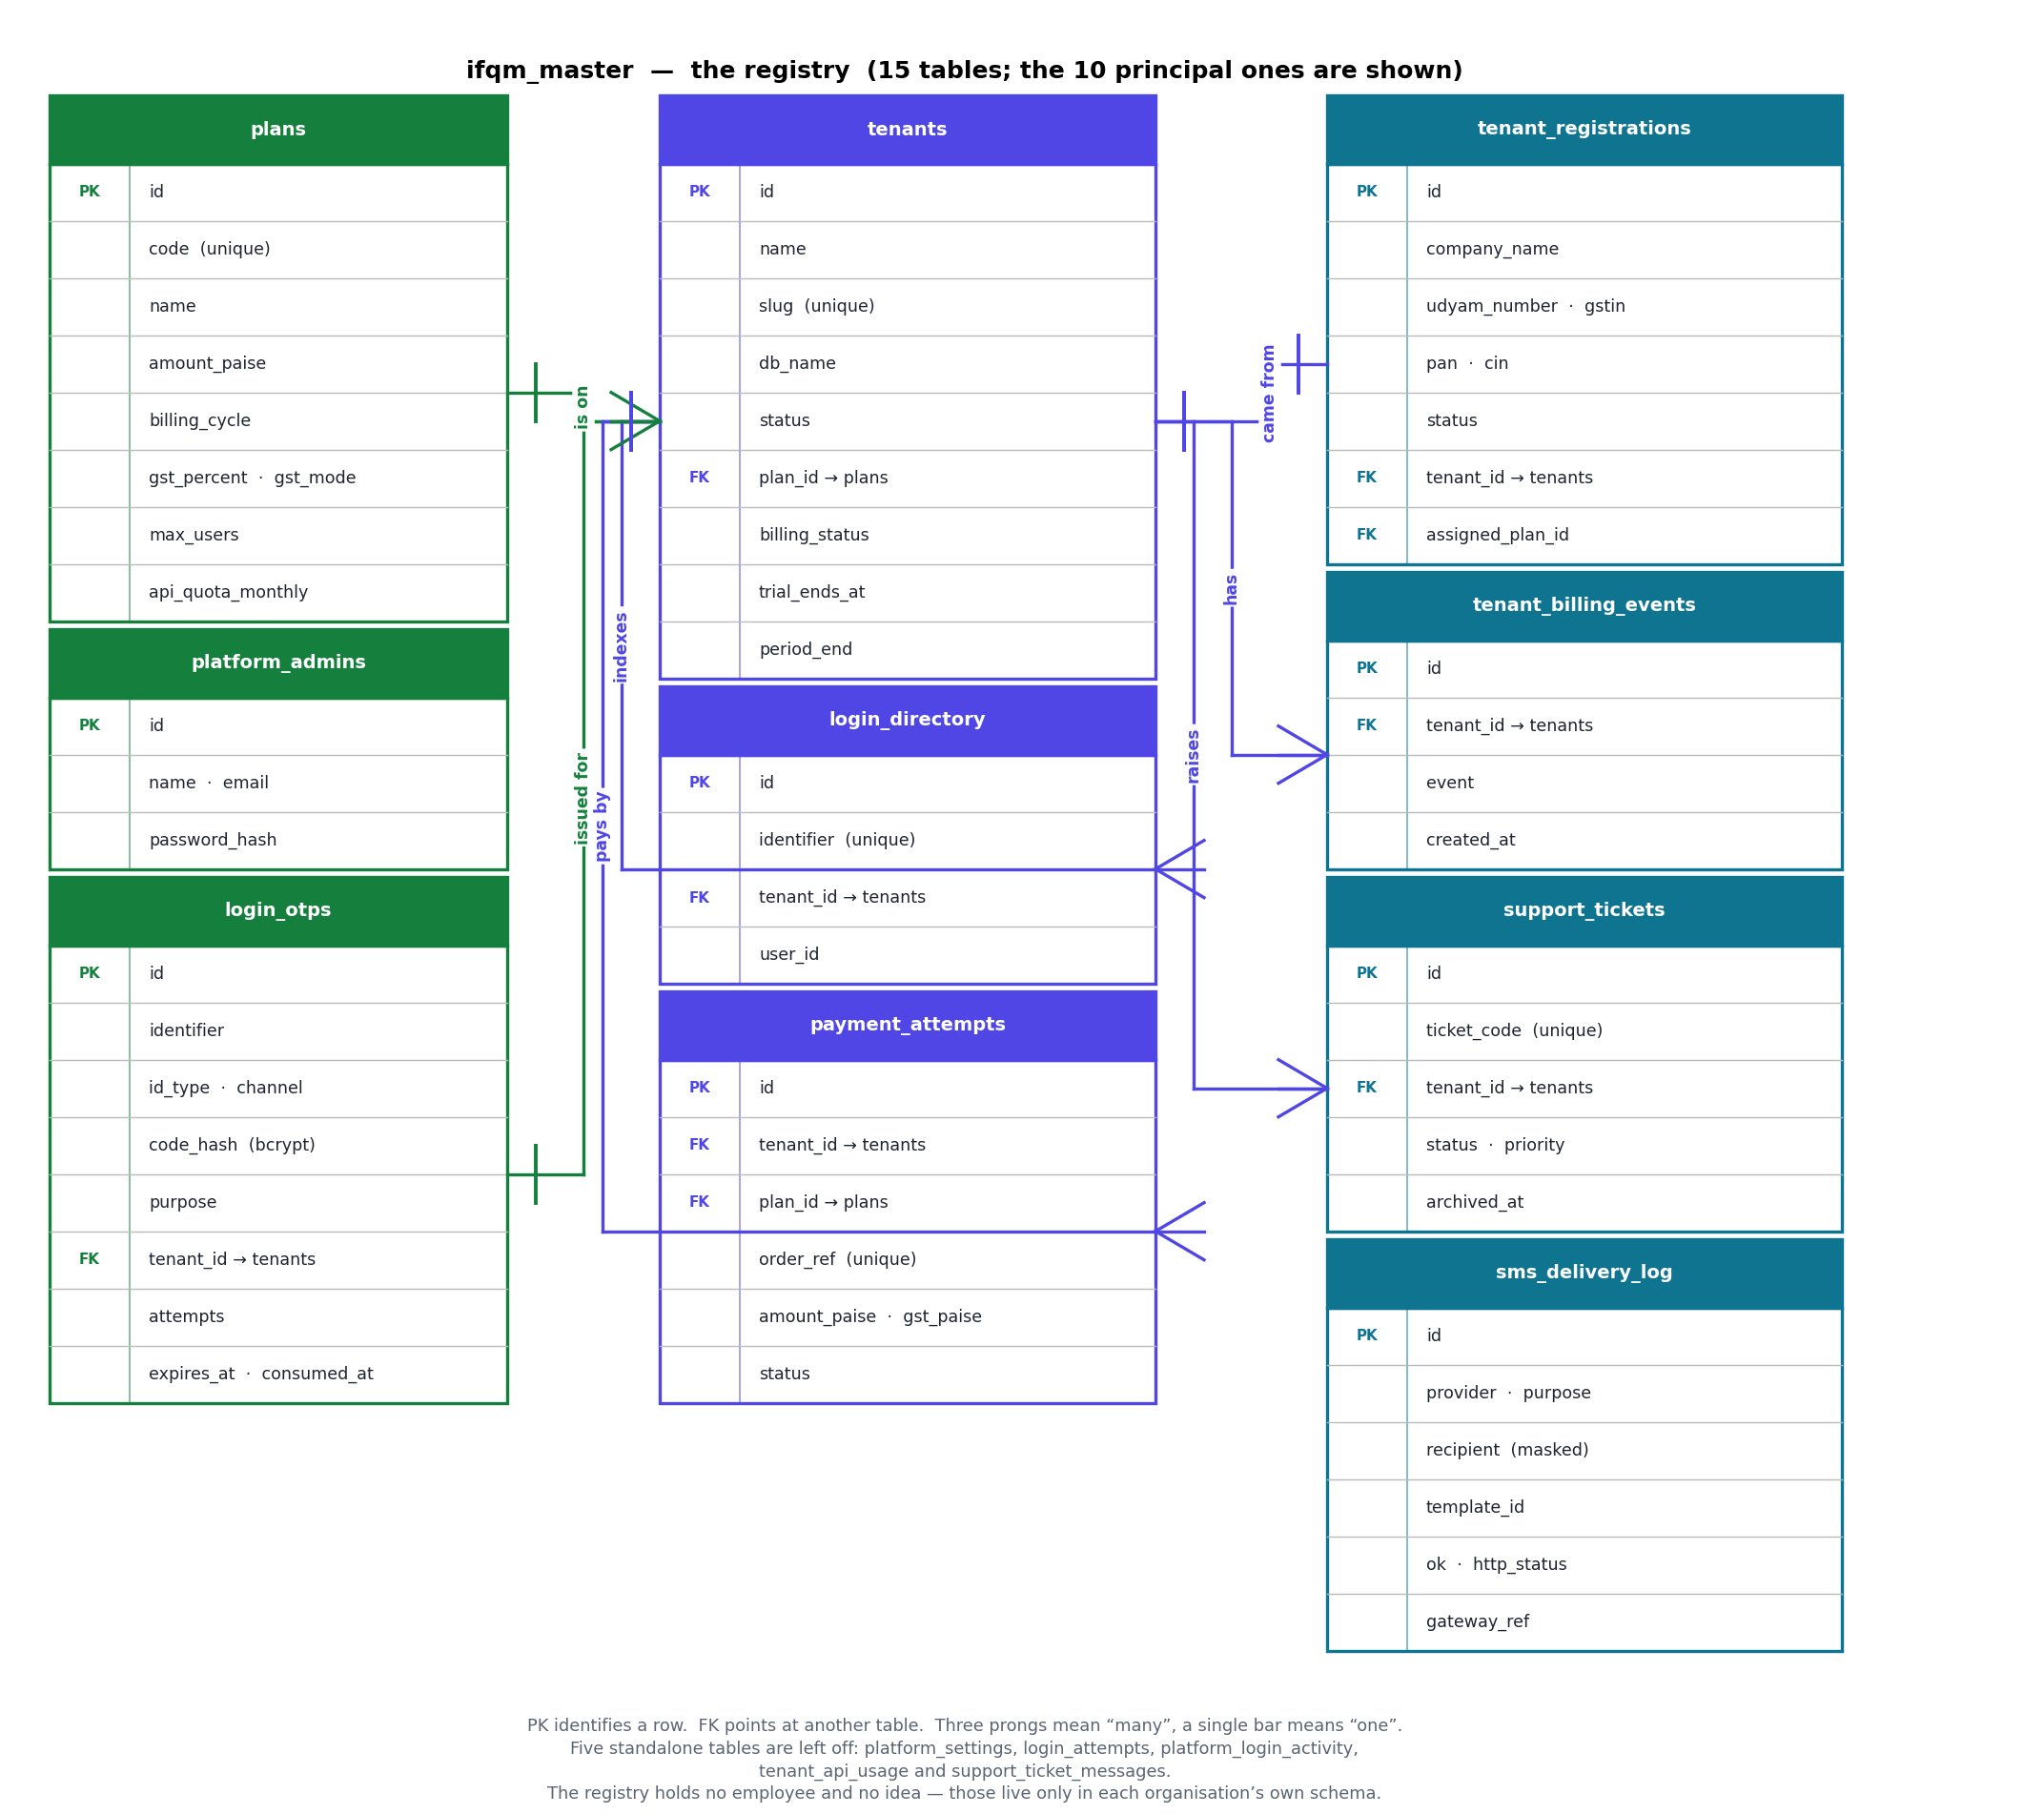 ifqm_master — the registry (15 tables; the 10 principal ones are shown)
plans
PK id
code (unique)
name
amount_paise
billing_cycle
gst_percent · gst_mode
max_users
api_quota_monthly
platform_admins
PK id
name · email
password_hash
login_otps
PK id
identifier
id_type · channel
code_hash (bcrypt)
purpose
FK tenant_id → tenants
attempts
expires_at · consumed_at
is on
issued for
pays by
indexes
tenants
PK id
name
slug (unique)
db_name
status
FK plan_id → plans
billing_status
trial_ends_at
period_end
login_directory
PK id
identifier (unique)
FK tenant_id → tenants
user_id
payment_attempts
PK id
FK tenant_id → tenants
FK plan_id → plans
order_ref (unique)
amount_paise · gst_paise
status
came from
has
raises
tenant_registrations
PK id
company_name
udyam_number · gstin
pan · cin
status
FK tenant_id → tenants
FK assigned_plan_id
tenant_billing_events
PK id
FK tenant_id → tenants
event
created_at
support_tickets
PK id
ticket_code (unique)
FK tenant_id → tenants
status · priority
archived_at
sms_delivery_log
PK id
provider · purpose
recipient (masked)
template_id
ok · http_status
gateway_ref
PK identifies a row. FK points at another table. Three prongs mean “many”, a single bar means “one”.
Five standalone tables are left off: platform_settings, login_attempts, platform_login_activity,
tenant_api_usage and support_ticket_messages.
The registry holds no employee and no idea — those live only in each organisation’s own schema.